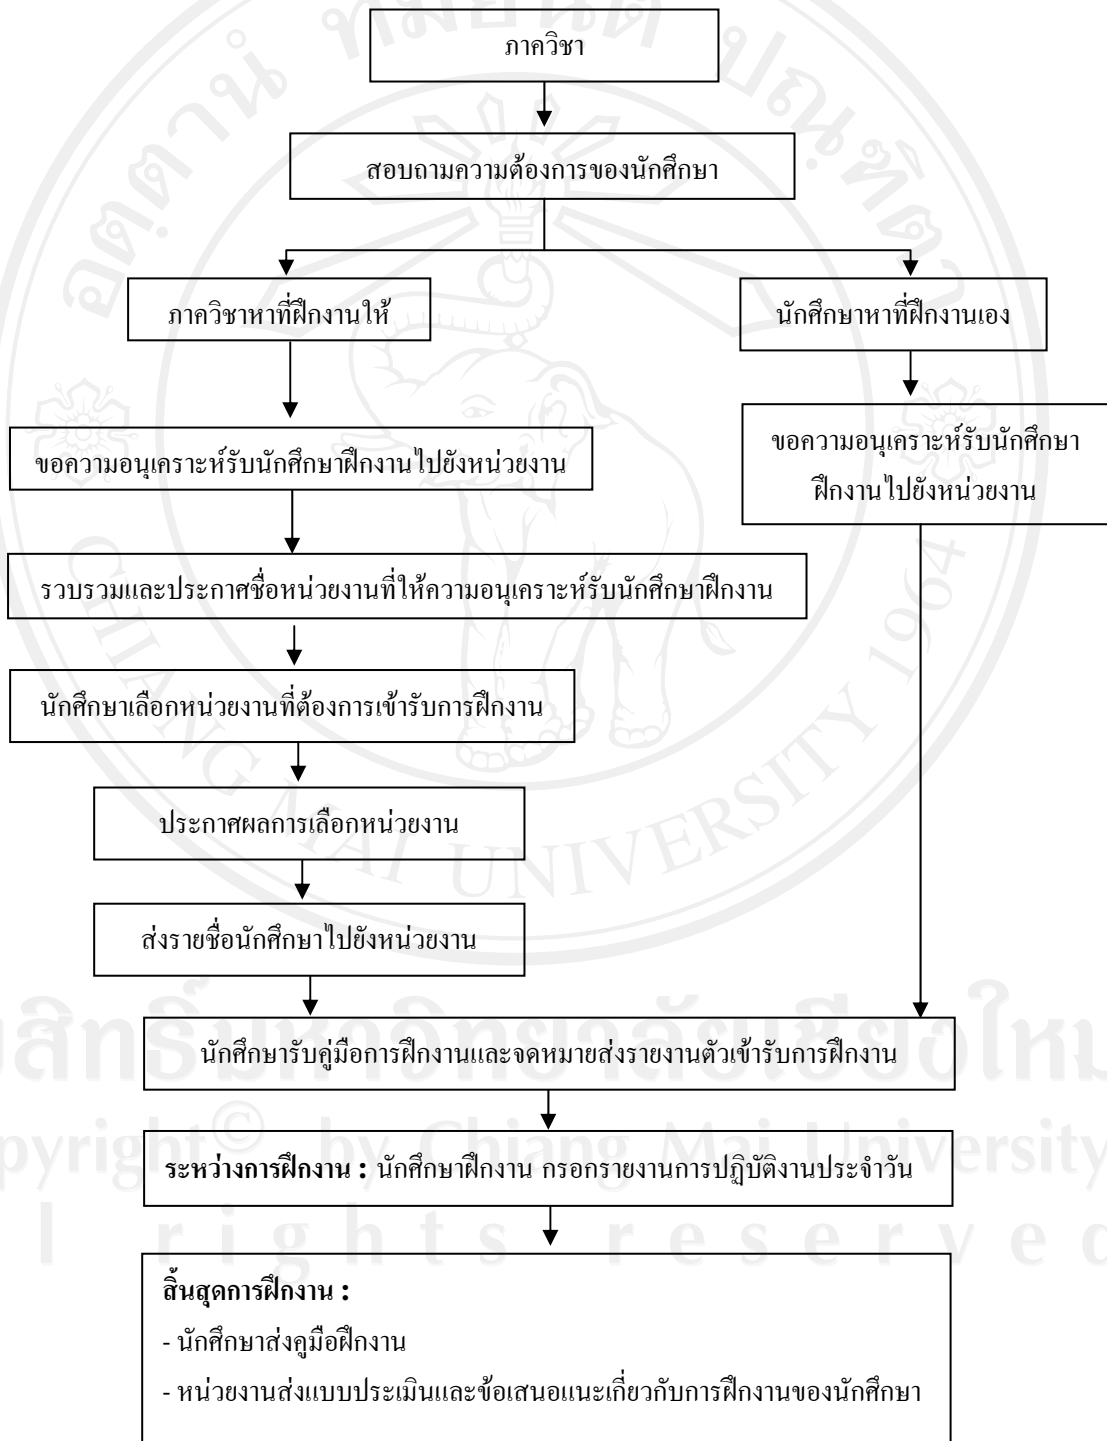 ภาควิชา
สอบถามความต้องการของนักศึกษา
ภาควิชาหาที่ฝึกงานให้
นักศึกษาหาที่ฝึกงานเอง
ขอความอนุเคราะห์รับนักศึกษาฝึกงานไปยังหน่วยงาน
ขอความอนุเคราะห์รับนักศึกษา
ฝึกงานไปยังหน่วยงาน
รวบรวมและประกาศชื่อหน่วยงานที่ให้ความอนุเคราะห์รับนักศึกษาฝึกงาน
นักศึกษาเลือกหน่วยงานที่ต้องการเข้ารับการฝึกงาน
ประกาศผลการเลือกหน่วยงาน
ส่งรายชื่อนักศึกษาไปยังหน่วยงาน
นักศึกษารับคู่มือการฝึกงานและจดหมายส่งรายงานตัวเข้ารับการฝึกงาน
ระหว่างการฝึกงาน : นักศึกษาฝึกงาน กรอกรายงานการปฏิบัติงานประจำวัน
สิ้นสุดการฝึกงาน :
- นักศึกษาส่งคู่มือฝึกงาน
- หน่วยงานส่งแบบประเมินและข้อเสนอแนะเกี่ยวกับการฝึกงานของนักศึกษา
CHIANG MAI UNIVERSITY 1964
by Chiang Mai University
rights reserved